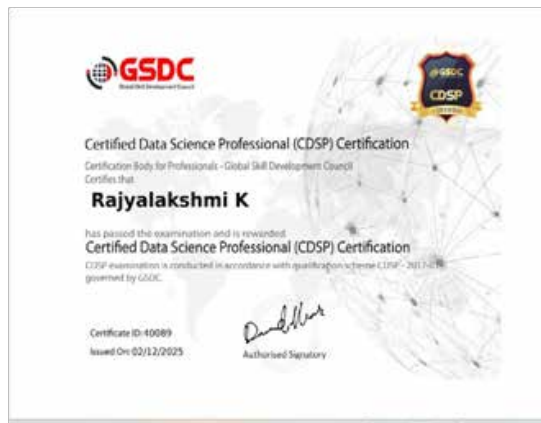 GSDC
Global Skill Development Council
GSDC
CDSP
CERTIFIED
Certified Data Science Professional (CDSP) Certification
Certification Body for Professionals - Global Skill Development Council
Certifies that
Rajyalakshmi K
has passed the examination and is rewarded
Certified Data Science Professional (CDSP) Certification
CDSP examination is conducted in accordance with qualification scheme CDSP - 2017-01
governed by GSDC.
Certificate ID:40089
Issued On: 02/12/2025
Authorised Signatory